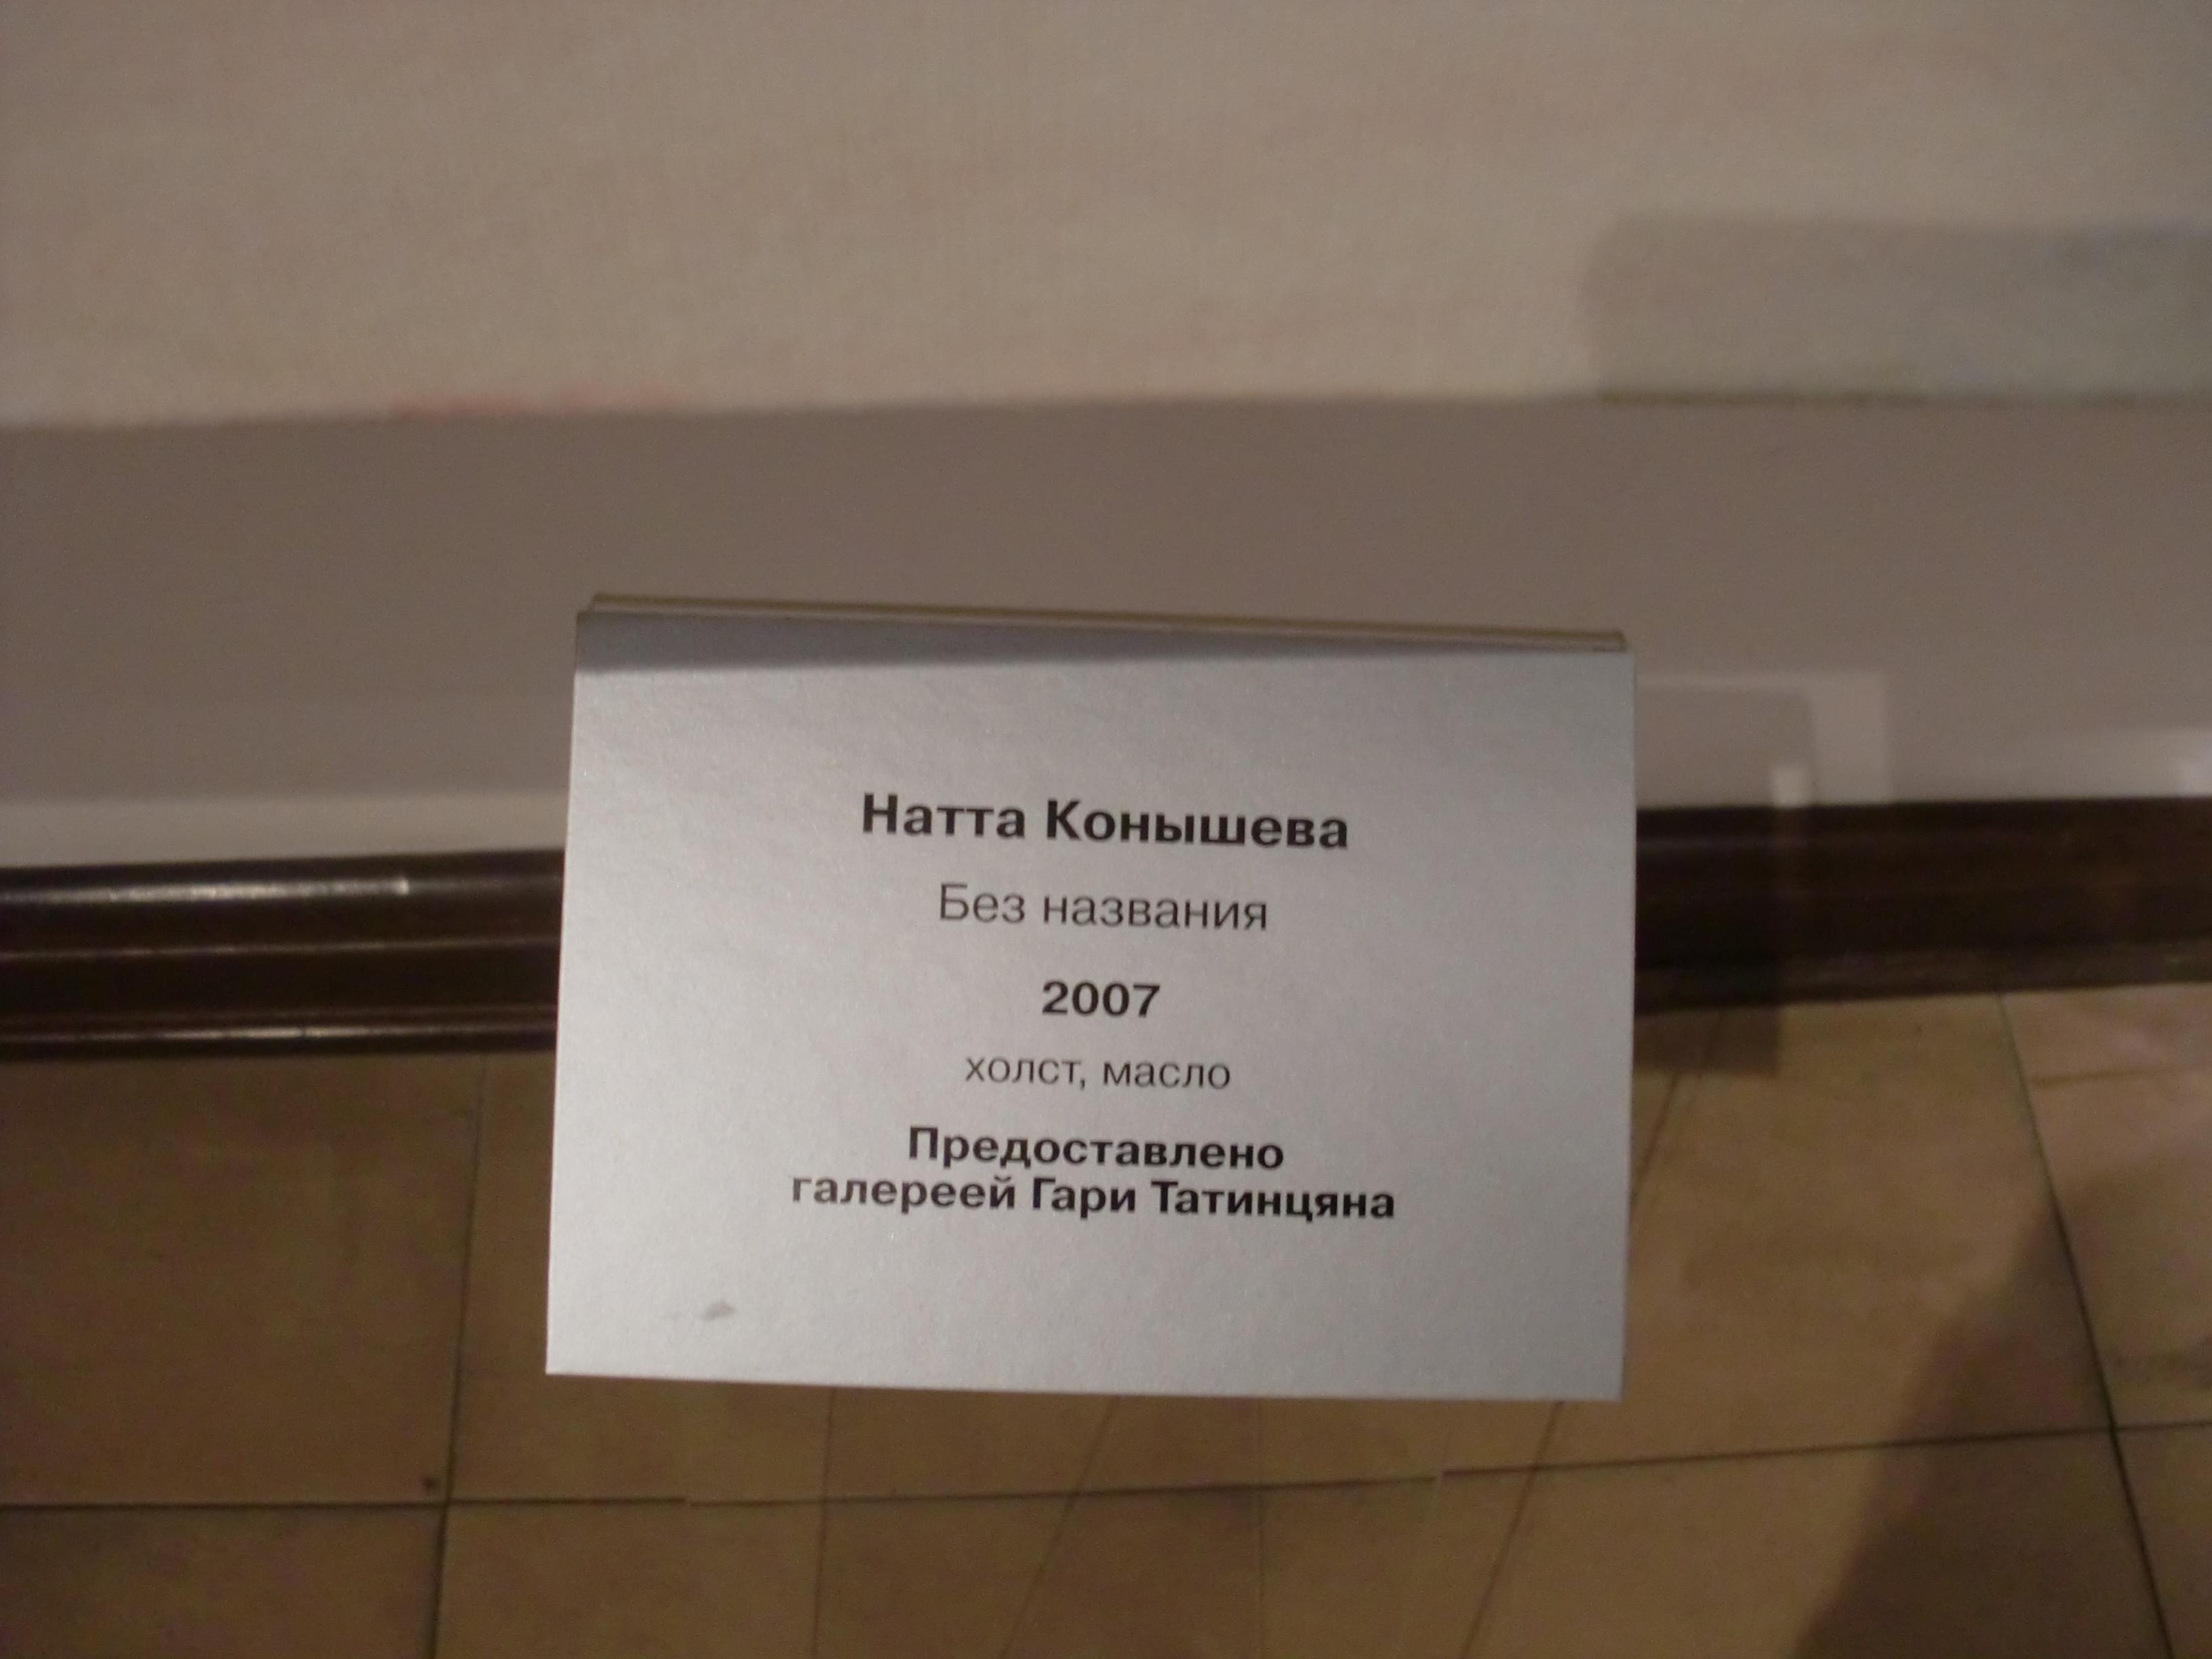 Натта Конышева
Без названия
2007
холст, масло
Предоставлено
галереей Гари Татинцяна